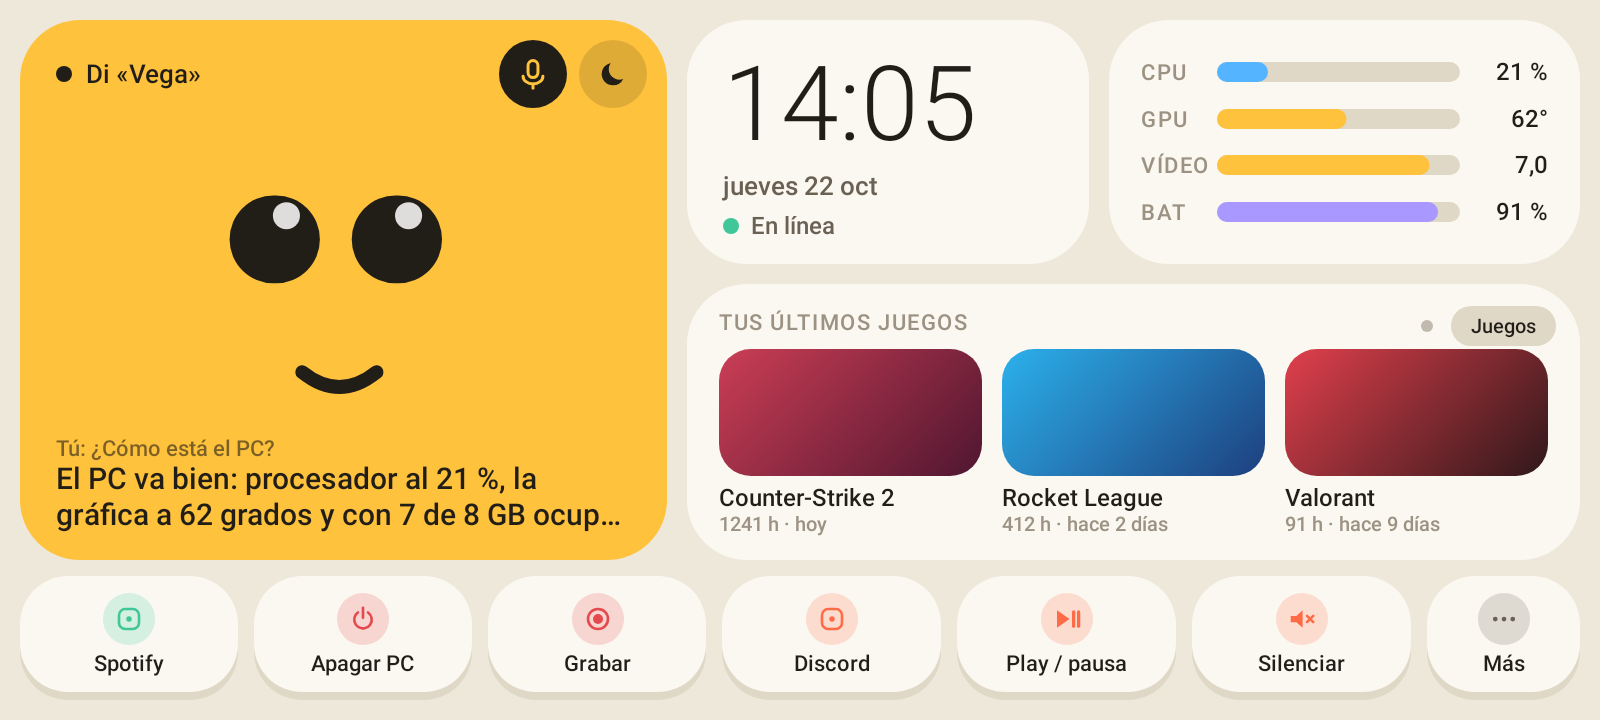 Di «Vega»
Tú: ¿Cómo está el PC?
El PC va bien: procesador al 21 %, la
gráfica a 62 grados y con 7 de 8 GB ocup...
14:05
jueves 22 oct
En línea
CPU 21 %
GPU 62°
VÍDEO 7,0
BAT 91 %
TUS ÚLTIMOS JUEGOS
Juegos
Counter-Strike 2
1241 h · hoy
Rocket League
412 h · hace 2 días
Valorant
91 h · hace 9 días
Spotify
Apagar PC
Grabar
Discord
Play / pausa
Silenciar
Más